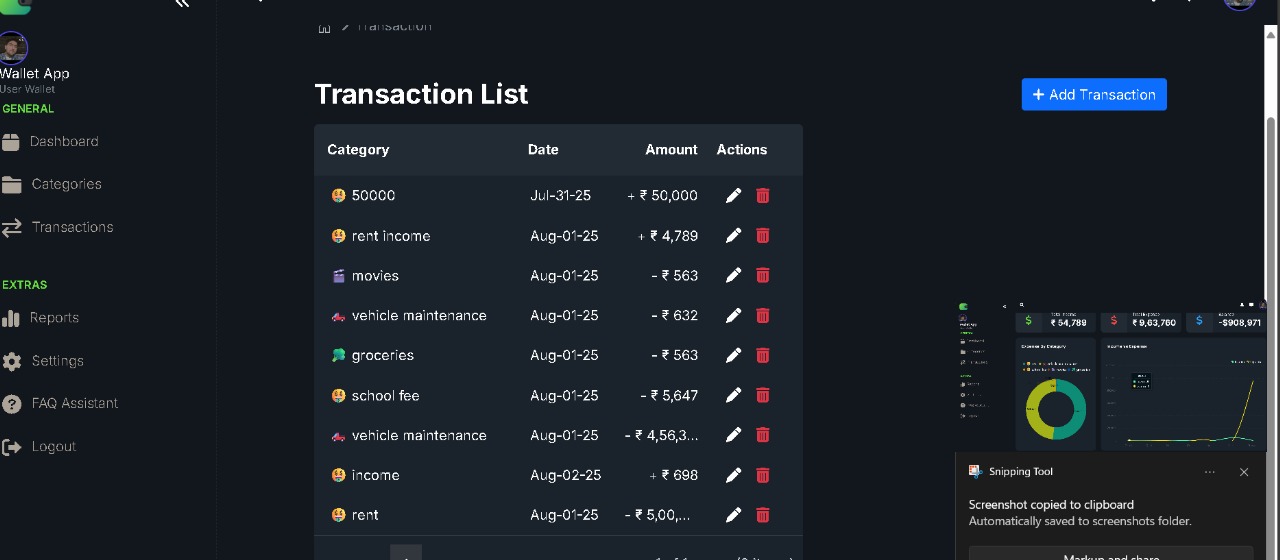 Transaction
Wallet App
User Wallet
GENERAL
Dashboard
Categories
Transactions
EXTRAS
Reports
Settings
FAQ Assistant
Logout
Transaction List
+ Add Transaction
Category Date Amount Actions
50000 Jul-31-25 + ₹ 50,000
rent income Aug-01-25 + ₹ 4,789
movies Aug-01-25 - ₹ 563
vehicle maintenance Aug-01-25 - ₹ 632
groceries Aug-01-25 - ₹ 563
school fee Aug-01-25 - ₹ 5,647
vehicle maintenance Aug-01-25 - ₹ 4,56,3...
income Aug-02-25 + ₹ 698
rent Aug-01-25 - ₹ 5,00,...
₹ 54,789 ₹ 9,63,760 -$908,971
Expense By Category
Income vs Expense
Snipping Tool
Screenshot copied to clipboard
Automatically saved to screenshots folder.
Markup and share